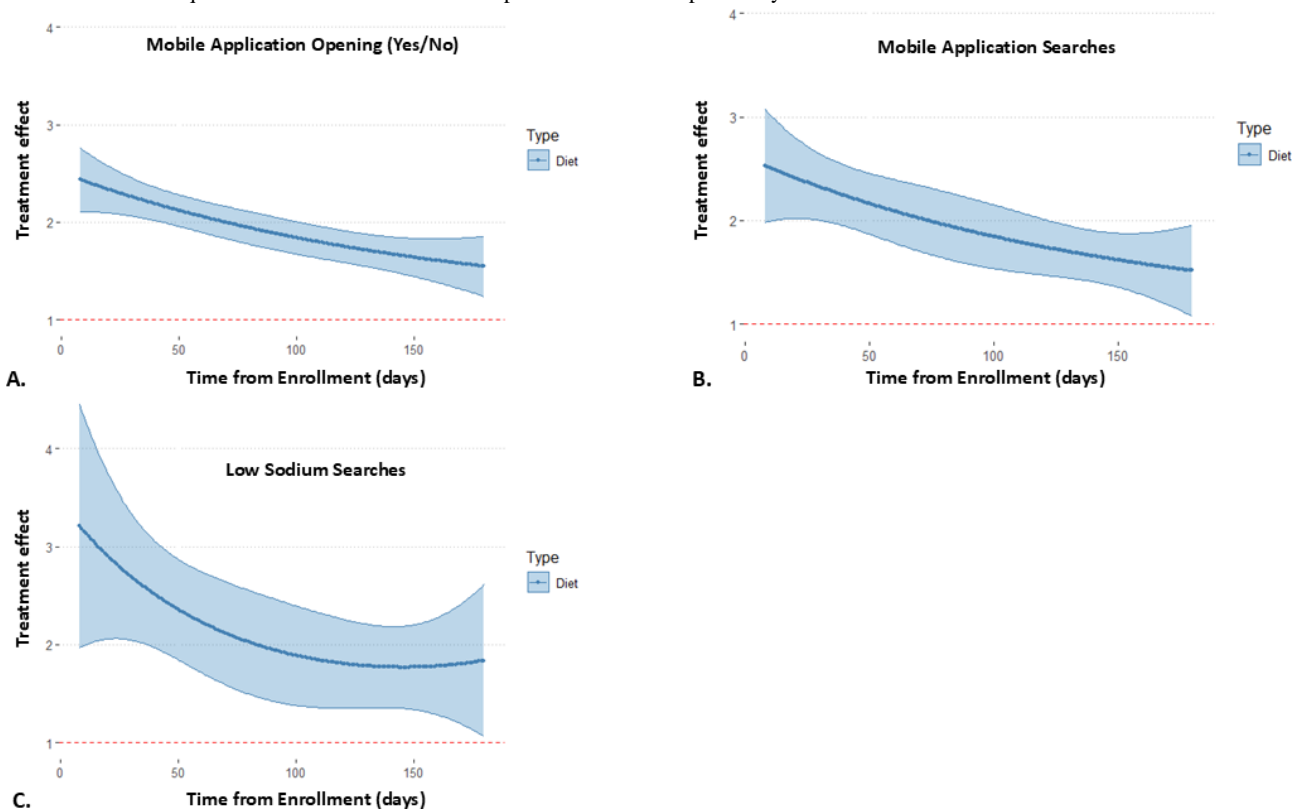 Mobile Application Opening (Yes/No)
4
3
2
1
Treatment effect
0 50 100 150
Time from Enrollment (days)
Type
Diet
A.
Mobile Application Searches
4
3
2
1
Treatment effect
0 50 100 150
Time from Enrollment (days)
Type
Diet
B.
Low Sodium Searches
4
3
2
1
Treatment effect
0 50 100 150
Time from Enrollment (days)
Type
Diet
C.